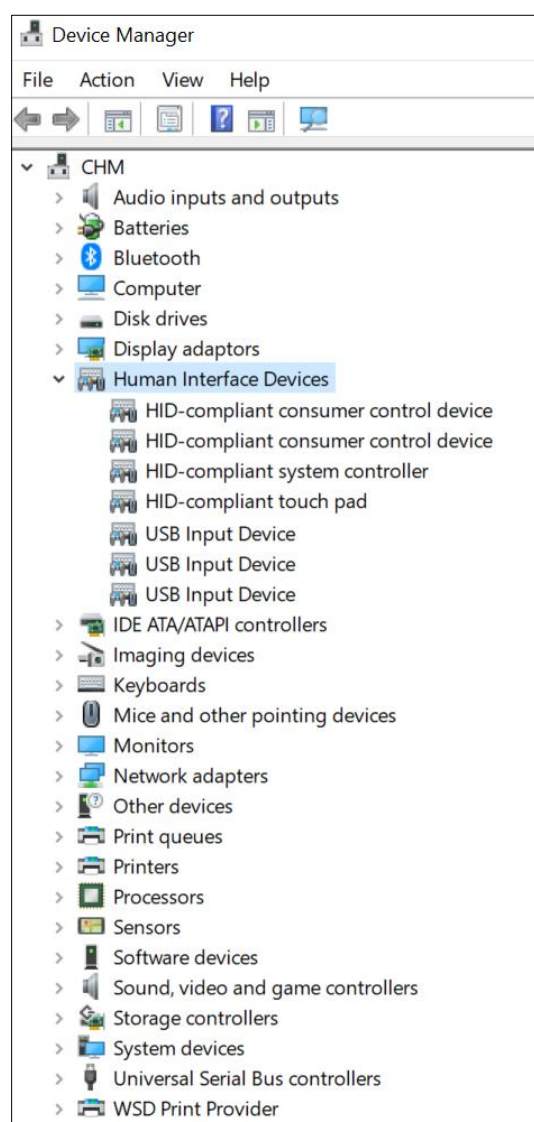 Device Manager
File Action View Help
CHM
Audio inputs and outputs
Batteries
Bluetooth
Computer
Disk drives
Display adaptors
Human Interface Devices
HID-compliant consumer control device
HID-compliant consumer control device
HID-compliant system controller
HID-compliant touch pad
USB Input Device
USB Input Device
USB Input Device
IDE ATA/ATAPI controllers
Imaging devices
Keyboards
Mice and other pointing devices
Monitors
Network adapters
Other devices
Print queues
Printers
Processors
Sensors
Software devices
Sound, video and game controllers
Storage controllers
System devices
Universal Serial Bus controllers
WSD Print Provider